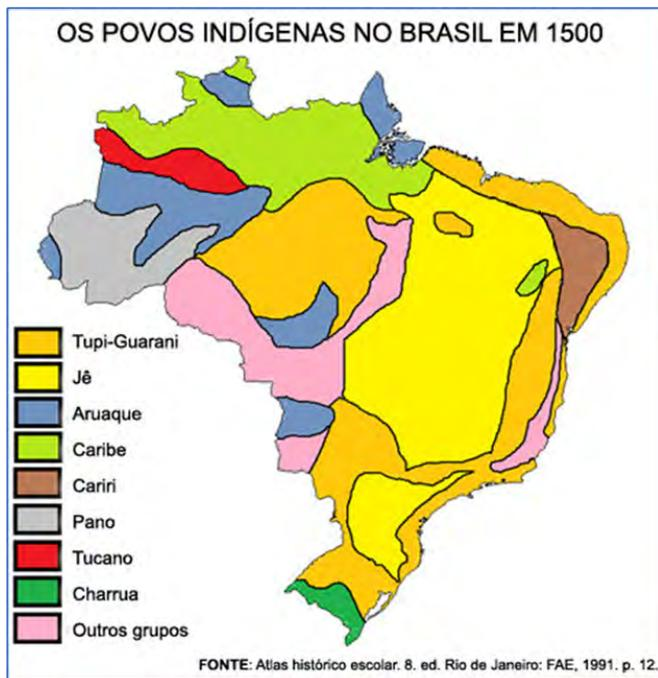 OS POVOS INDÍGENAS NO BRASIL EM 1500
Tupi-Guarani
Jê
Aruaque
Caribe
Cariri
Pano
Tucano
Charrua
Outros grupos
FONTE: Atlas histórico escolar. 8. ed. Rio de Janeiro: FAE, 1991. p. 12.